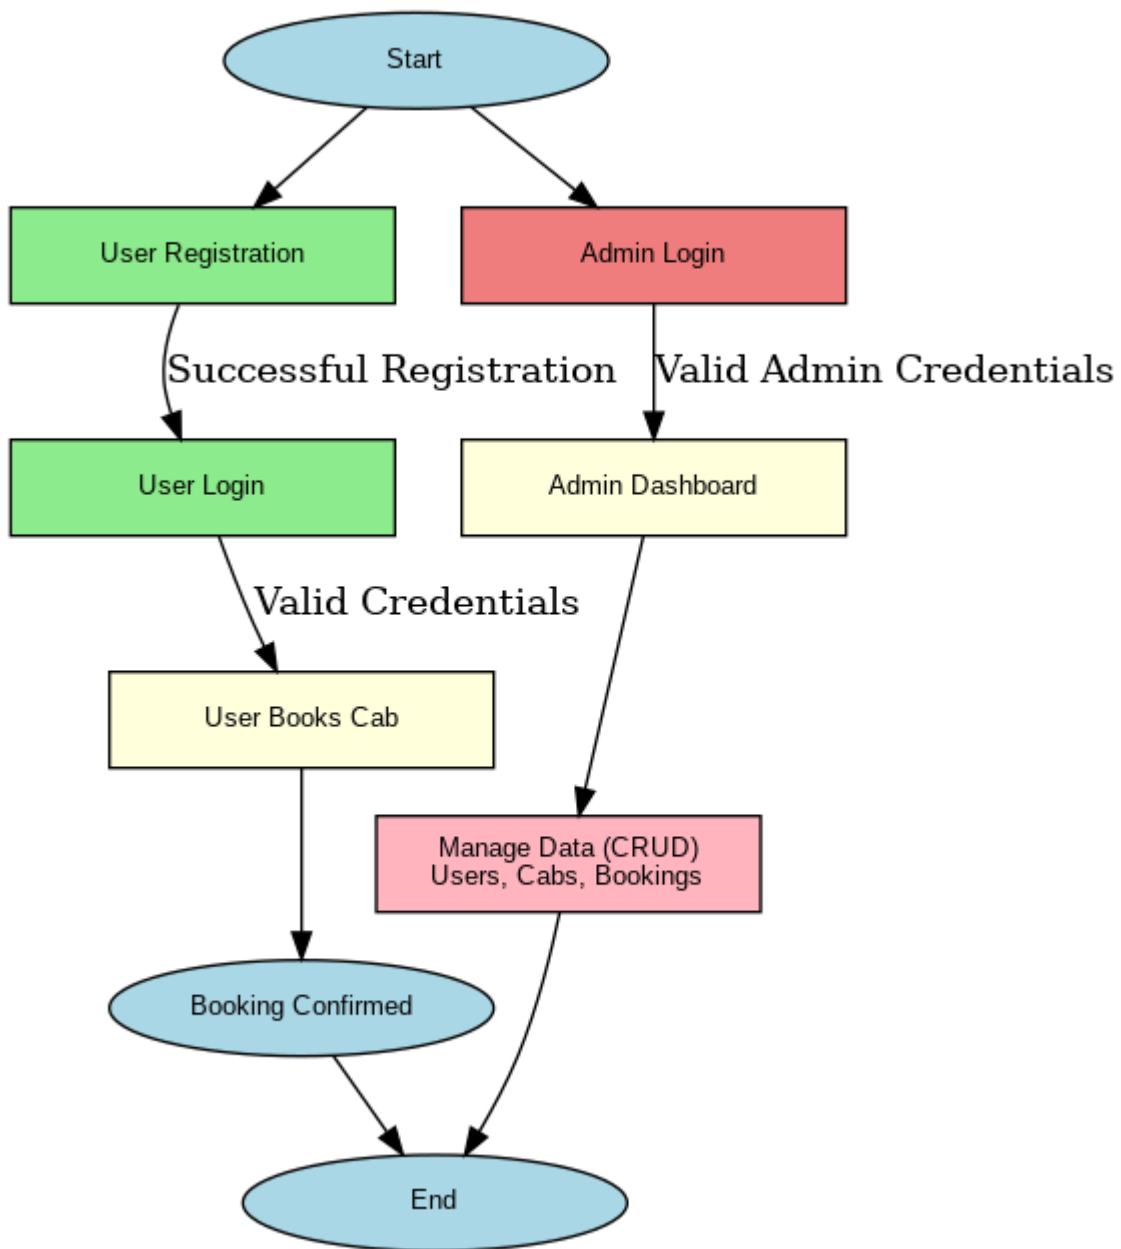 Start
User Registration
Admin Login
Successful Registration
Valid Admin Credentials
User Login
Admin Dashboard
Valid Credentials
User Books Cab
Manage Data (CRUD)
Users, Cabs, Bookings
Booking Confirmed
End